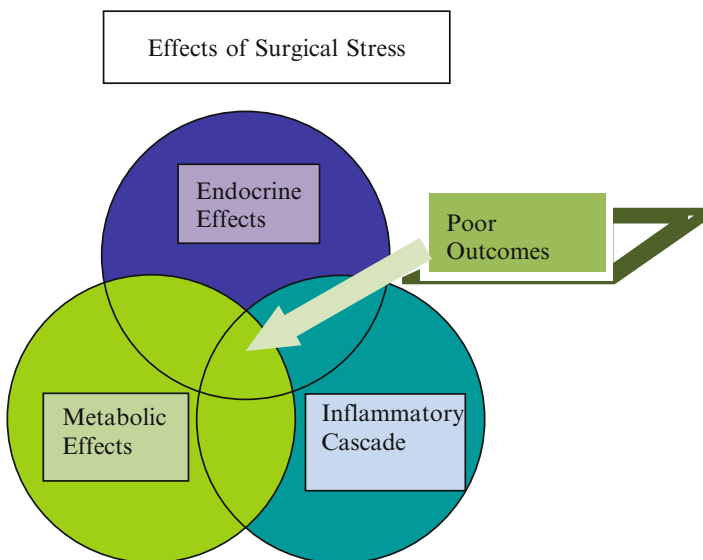 Effects of Surgical Stress
Endocrine
Effects
Poor
Outcomes
Metabolic
Effects
Inflammatory
Cascade